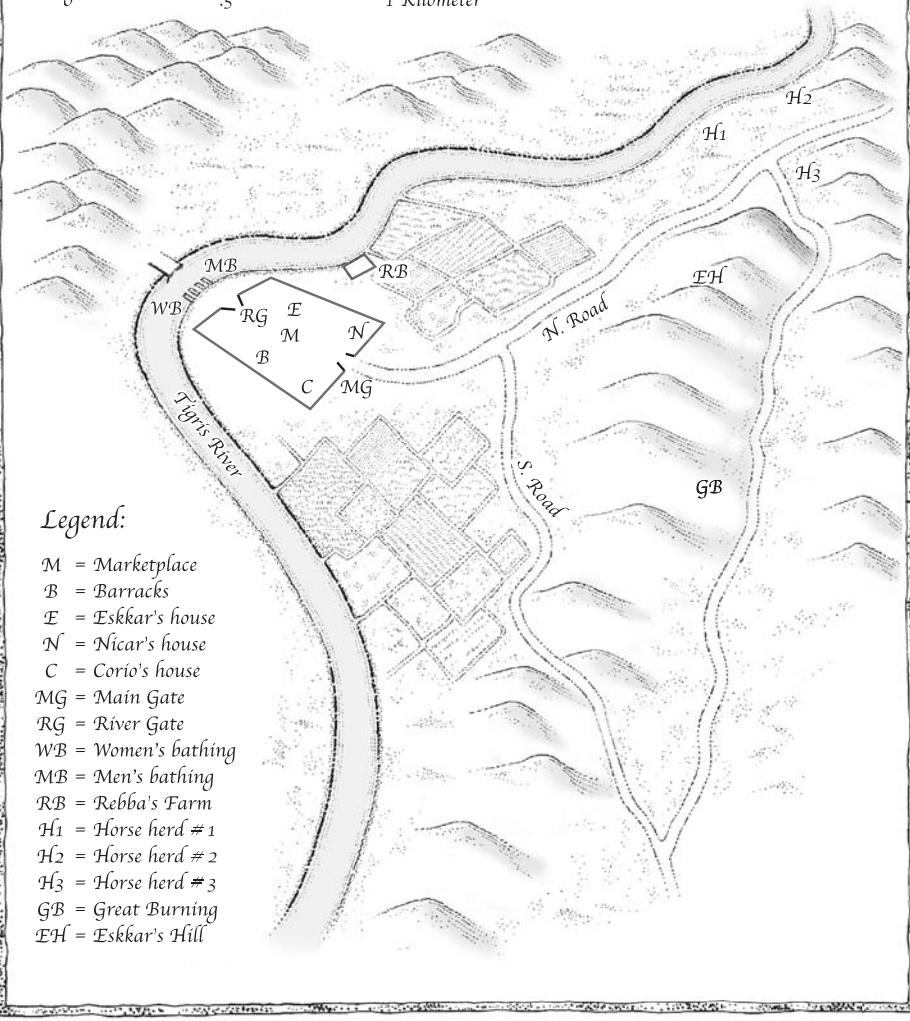 0 .5 1 Kilometer
H2
H1
H3
MB
RB
EH
WB
RG
E
M
N
N. Road
B
C
MG
Tigris River
S. Road
GB
Legend:
M = Marketplace
B = Barracks
E = Eskkar's house
N = Nicar's house
C = Corio's house
MG = Main Gate
RG = River Gate
WB = Women's bathing
MB = Men's bathing
RB = Rebba's Farm
H1 = Horse herd #1
H2 = Horse herd #2
H3 = Horse herd #3
GB = Great Burning
EH = Eskkar's Hill